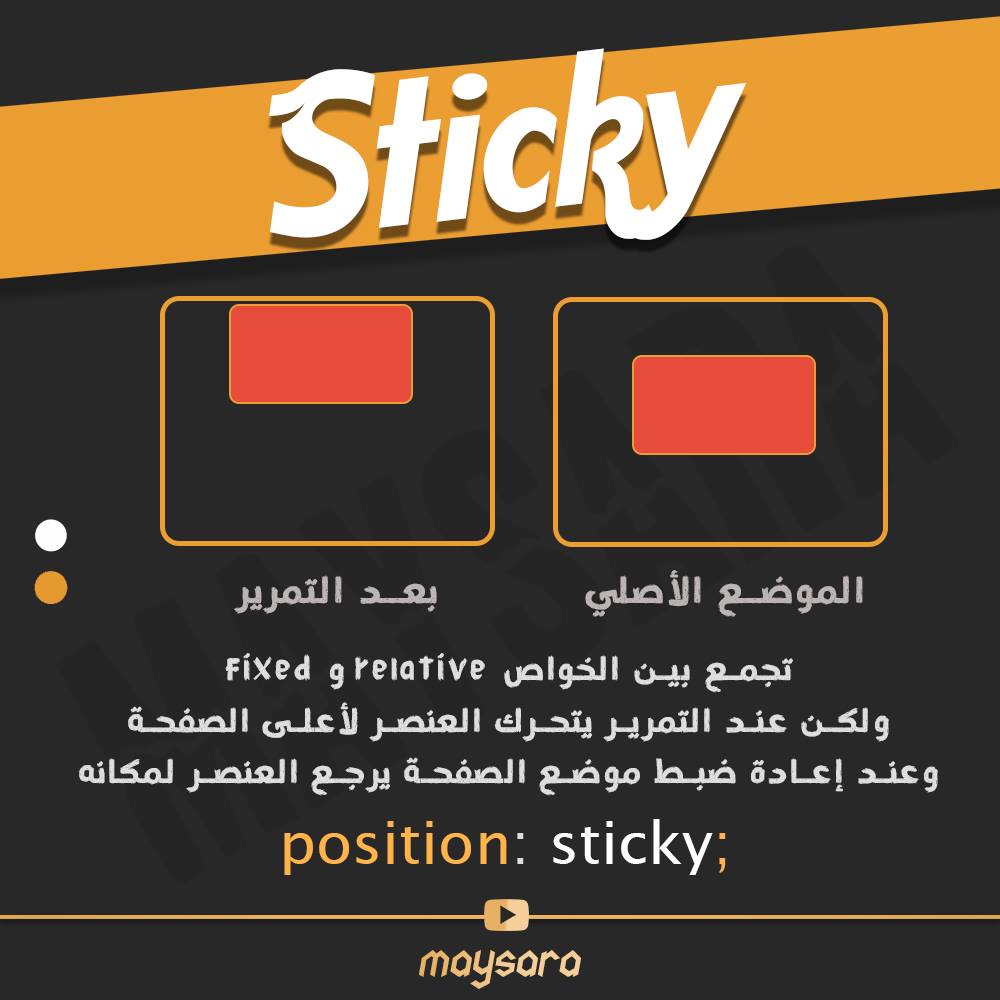 Sticky
الموضع الأصلي
بعد التمرير
تجمع بين الخواص relative و Fixed
ولكن عند التمرير يتحرك العنصر لأعلى الصفحة
وعند إعادة ضبط موضع الصفحة يرجع العنصر لمكانه
position: sticky;
maysara